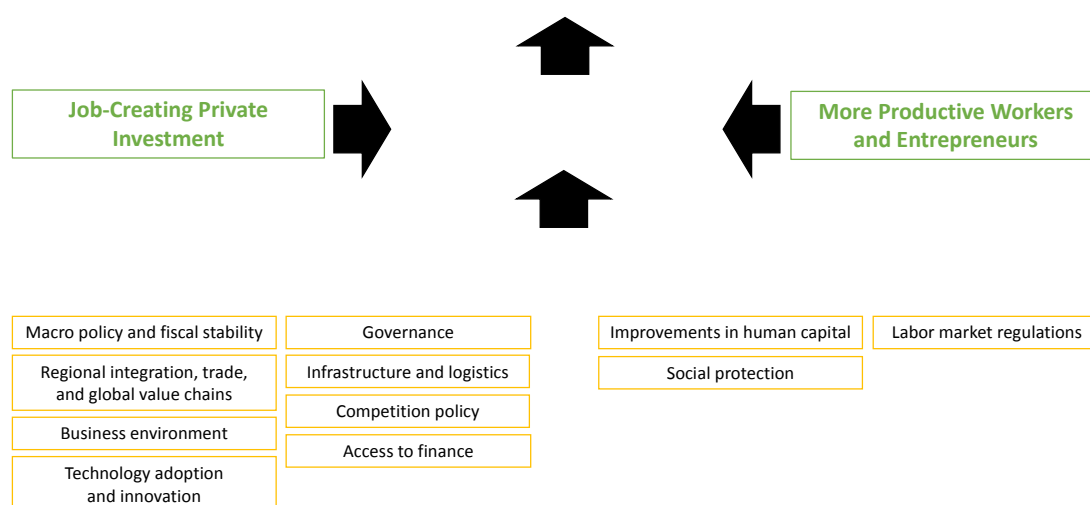 Job-Creating Private
Investment
More Productive Workers
and Entrepreneurs
Macro policy and fiscal stability
Regional integration, trade,
and global value chains
Business environment
Technology adoption
and innovation
Governance
Infrastructure and logistics
Competition policy
Access to finance
Improvements in human capital
Social protection
Labor market regulations